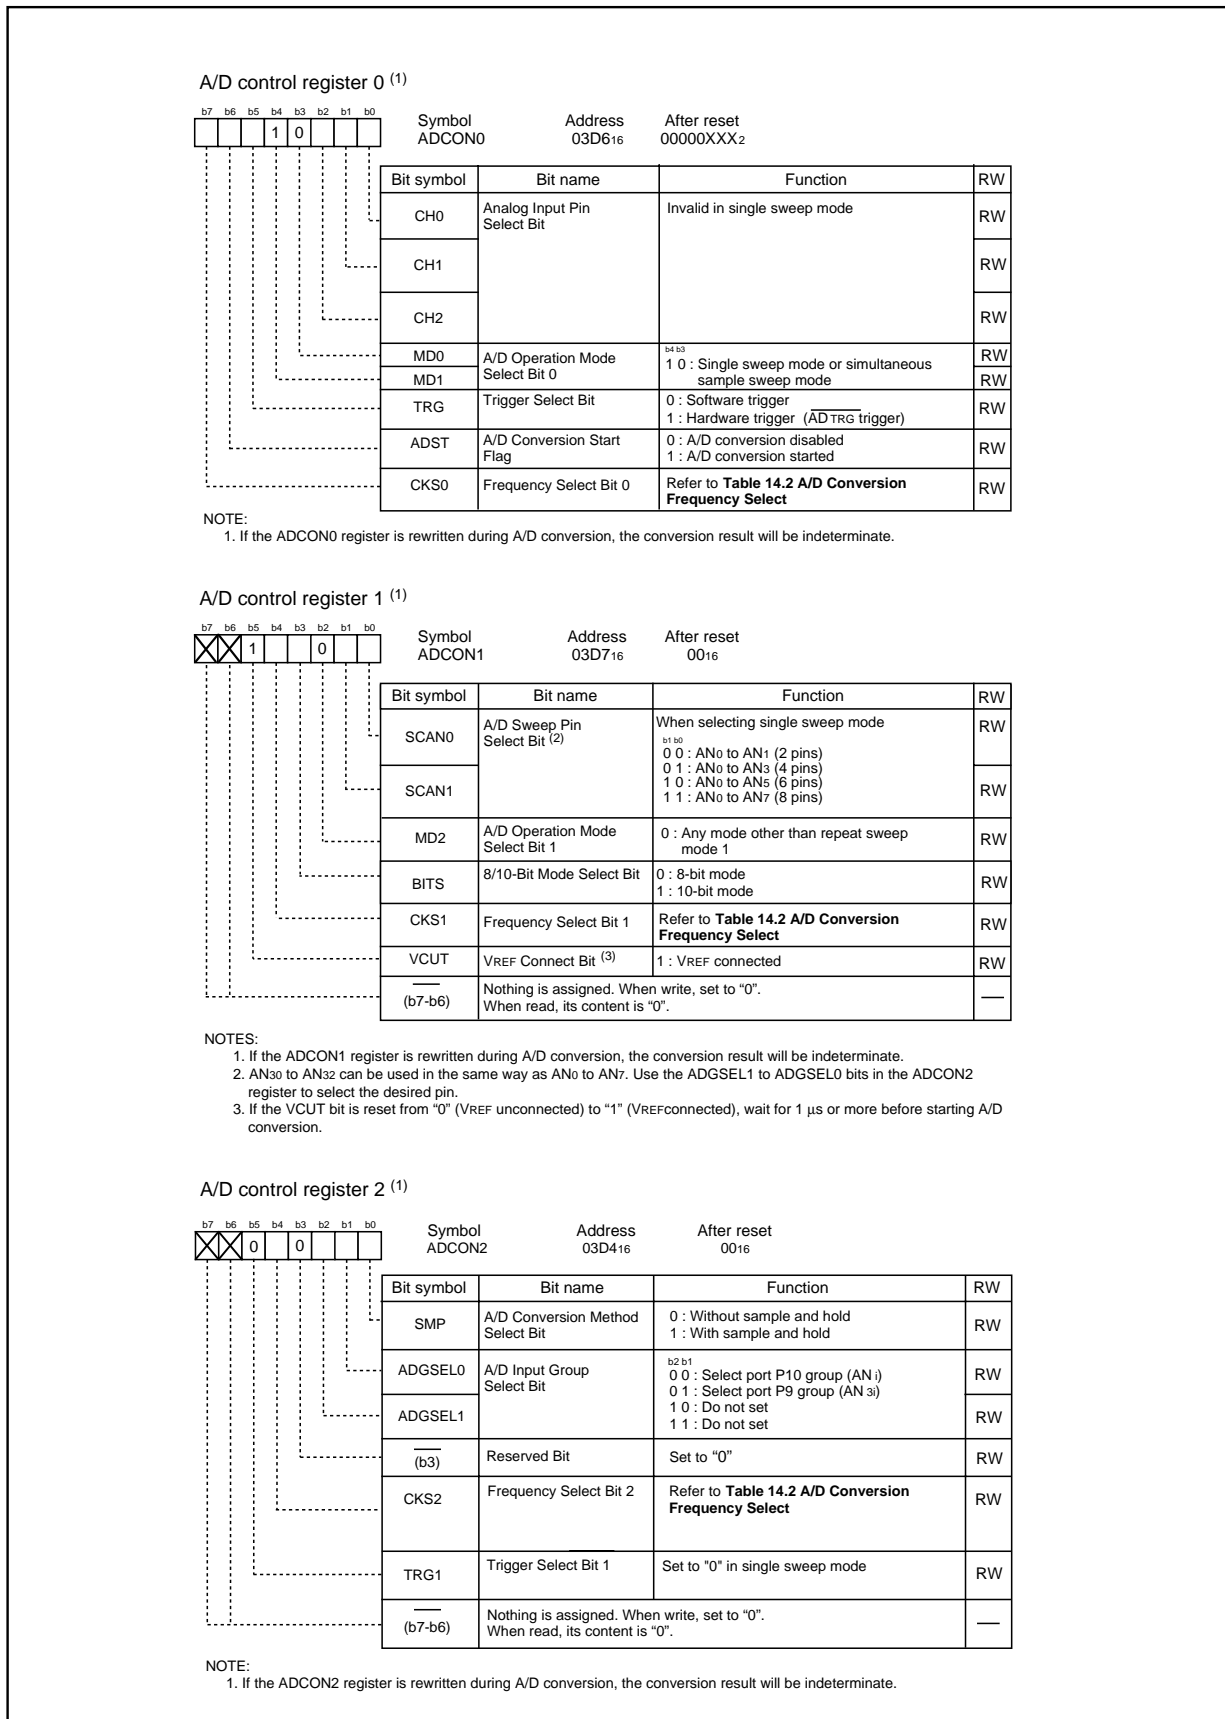 A/D control register 0 (1)
b7 b6 b5 b4 b3 b2 b1 b0
1 0
Symbol Address After reset
ADCON0 03D616 00000XXX2
Bit symbol Bit name Function RW
CH0 Analog Input Pin Select Bit Invalid in single sweep mode RW
CH1 RW
CH2 RW
MD0 A/D Operation Mode Select Bit 0 b4 b3 RW
1 0 : Single sweep mode or simultaneous sample sweep mode
MD1 RW
TRG Trigger Select Bit 0 : Software trigger RW
1 : Hardware trigger (ADTRG trigger)
ADST A/D Conversion Start Flag 0 : A/D conversion disabled RW
1 : A/D conversion started
CKS0 Frequency Select Bit 0 Refer to Table 14.2 A/D Conversion Frequency Select RW
NOTE:
1. If the ADCON0 register is rewritten during A/D conversion, the conversion result will be indeterminate.
A/D control register 1 (1)
b7 b6 b5 b4 b3 b2 b1 b0
1 0
Symbol Address After reset
ADCON1 03D716 0016
Bit symbol Bit name Function RW
SCAN0 A/D Sweep Pin Select Bit (2) When selecting single sweep mode RW
b1 b0
0 0 : AN0 to AN1 (2 pins)
0 1 : AN0 to AN3 (4 pins)
1 0 : AN0 to AN5 (6 pins)
1 1 : AN0 to AN7 (8 pins)
SCAN1 RW
MD2 A/D Operation Mode Select Bit 1 0 : Any mode other than repeat sweep mode 1 RW
BITS 8/10-Bit Mode Select Bit 0 : 8-bit mode RW
1 : 10-bit mode
CKS1 Frequency Select Bit 1 Refer to Table 14.2 A/D Conversion Frequency Select RW
VCUT VREF Connect Bit (3) 1 : VREF connected RW
(b7-b6) Nothing is assigned. When write, set to “0”.
When read, its content is “0”.
NOTES:
1. If the ADCON1 register is rewritten during A/D conversion, the conversion result will be indeterminate.
2. AN30 to AN32 can be used in the same way as AN0 to AN7. Use the ADGSEL1 to ADGSEL0 bits in the ADCON2
register to select the desired pin.
3. If the VCUT bit is reset from “0” (VREF unconnected) to “1” (VREFconnected), wait for 1 µs or more before starting A/D
conversion.
A/D control register 2 (1)
b7 b6 b5 b4 b3 b2 b1 b0
0 0
Symbol Address After reset
ADCON2 03D416 0016
Bit symbol Bit name Function RW
SMP A/D Conversion Method Select Bit 0 : Without sample and hold RW
1 : With sample and hold
ADGSEL0 A/D Input Group Select Bit b2 b1 RW
0 0 : Select port P10 group (ANi)
0 1 : Select port P9 group (AN3i)
1 0 : Do not set
1 1 : Do not set
ADGSEL1 RW
(b3) Reserved Bit Set to “0” RW
CKS2 Frequency Select Bit 2 Refer to Table 14.2 A/D Conversion Frequency Select RW
TRG1 Trigger Select Bit 1 Set to "0" in single sweep mode RW
(b7-b6) Nothing is assigned. When write, set to “0”.
When read, its content is “0”.
NOTE:
1. If the ADCON2 register is rewritten during A/D conversion, the conversion result will be indeterminate.